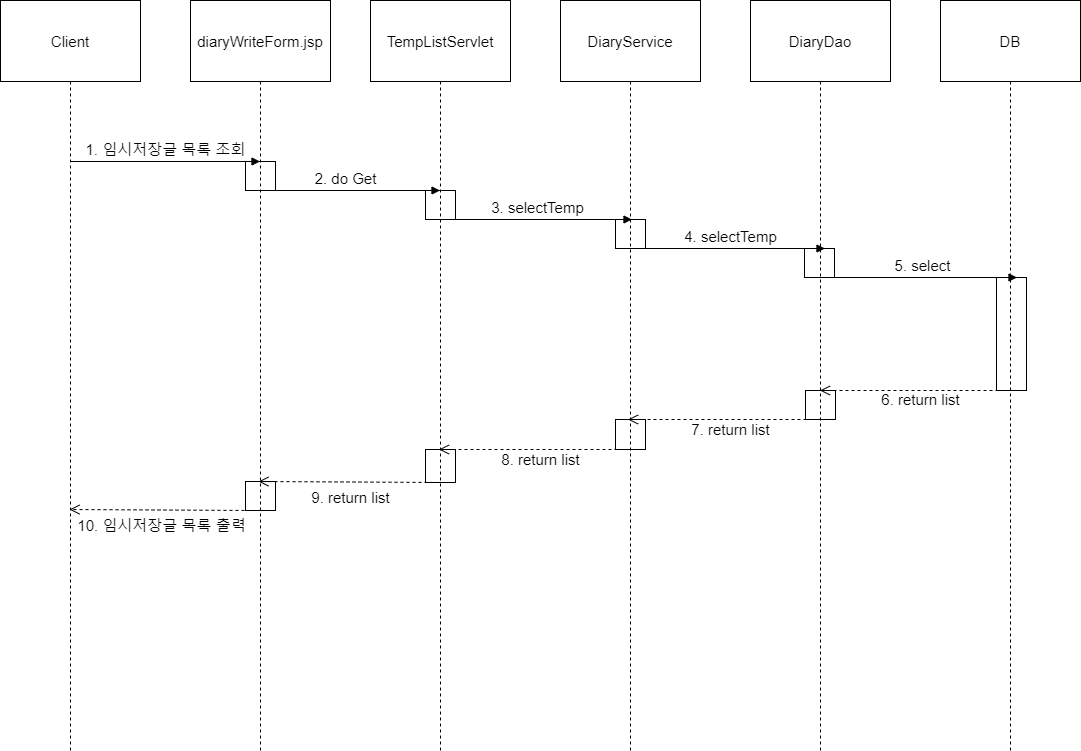 Client
diaryWriteForm.jsp
TempListServlet
DiaryService
DiaryDao
DB
1. 임시저장글 목록 조회
2. do Get
3. selectTemp
4. selectTemp
5. select
6. return list
7. return list
8. return list
9. return list
10. 임시저장글 목록 출력